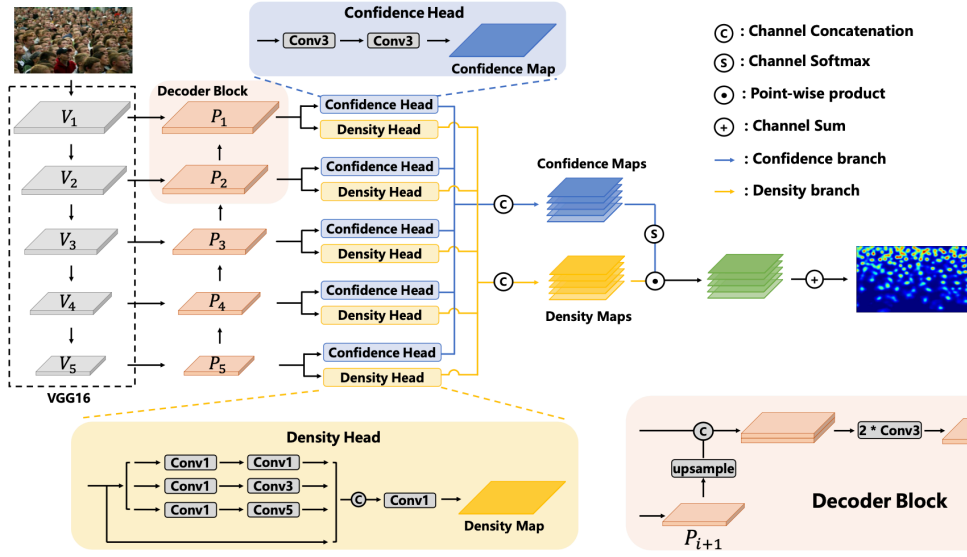 Confidence Head
Conv3
Conv3
Confidence Map
C : Channel Concatenation
S : Channel Softmax
: Point-wise product
+ : Channel Sum
: Confidence branch
: Density branch
Decoder Block
V1
P1
Confidence Head
Density Head
V2
P2
Confidence Head
Density Head
V3
P3
Confidence Head
Density Head
V4
P4
Confidence Head
Density Head
V5
P5
Confidence Head
Density Head
VGG16
Confidence Maps
C
S
C
Density Maps
+
Density Head
Conv1
Conv1
Conv1
Conv3
Conv1
Conv5
C
Conv1
Density Map
C
2 * Conv3
upsample
Decoder Block
Pi+1